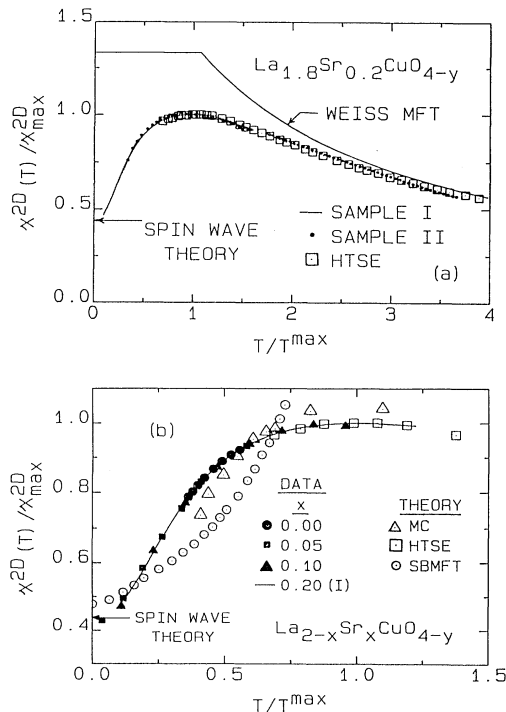 1.5
1.0
0.5
0.0
χ2D(T)/χ2Dmax
La1.8Sr0.2CuO4-y
WEISS MFT
SPIN WAVE
THEORY
SAMPLE I
SAMPLE II
HTSE
(a)
0 1 2 3 4
T/Tmax
1.0
0.8
0.6
0.4
χ2D(T)/χ2Dmax
(b)
DATA
x
0.00
0.05
0.10
0.20 (I)
THEORY
MC
HTSE
SBMFT
SPIN WAVE
THEORY
La2-xSrxCuO4-y
0.0 0.5 1.0 1.5
T/Tmax